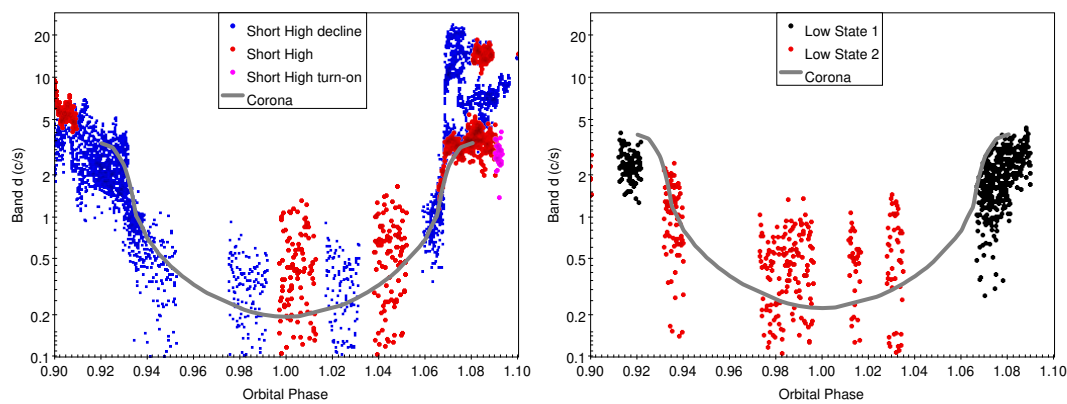 Short High decline
Short High
Short High turn-on
Corona
Band d (c/s)
20
10
5
2
1
0.5
0.2
0.1
0.90 0.92 0.94 0.96 0.98 1.00 1.02 1.04 1.06 1.08 1.10
Orbital Phase
Low State 1
Low State 2
Corona
Band d (c/s)
20
10
5
2
1
0.5
0.2
0.1
0.90 0.92 0.94 0.96 0.98 1.00 1.02 1.04 1.06 1.08 1.10
Orbital Phase